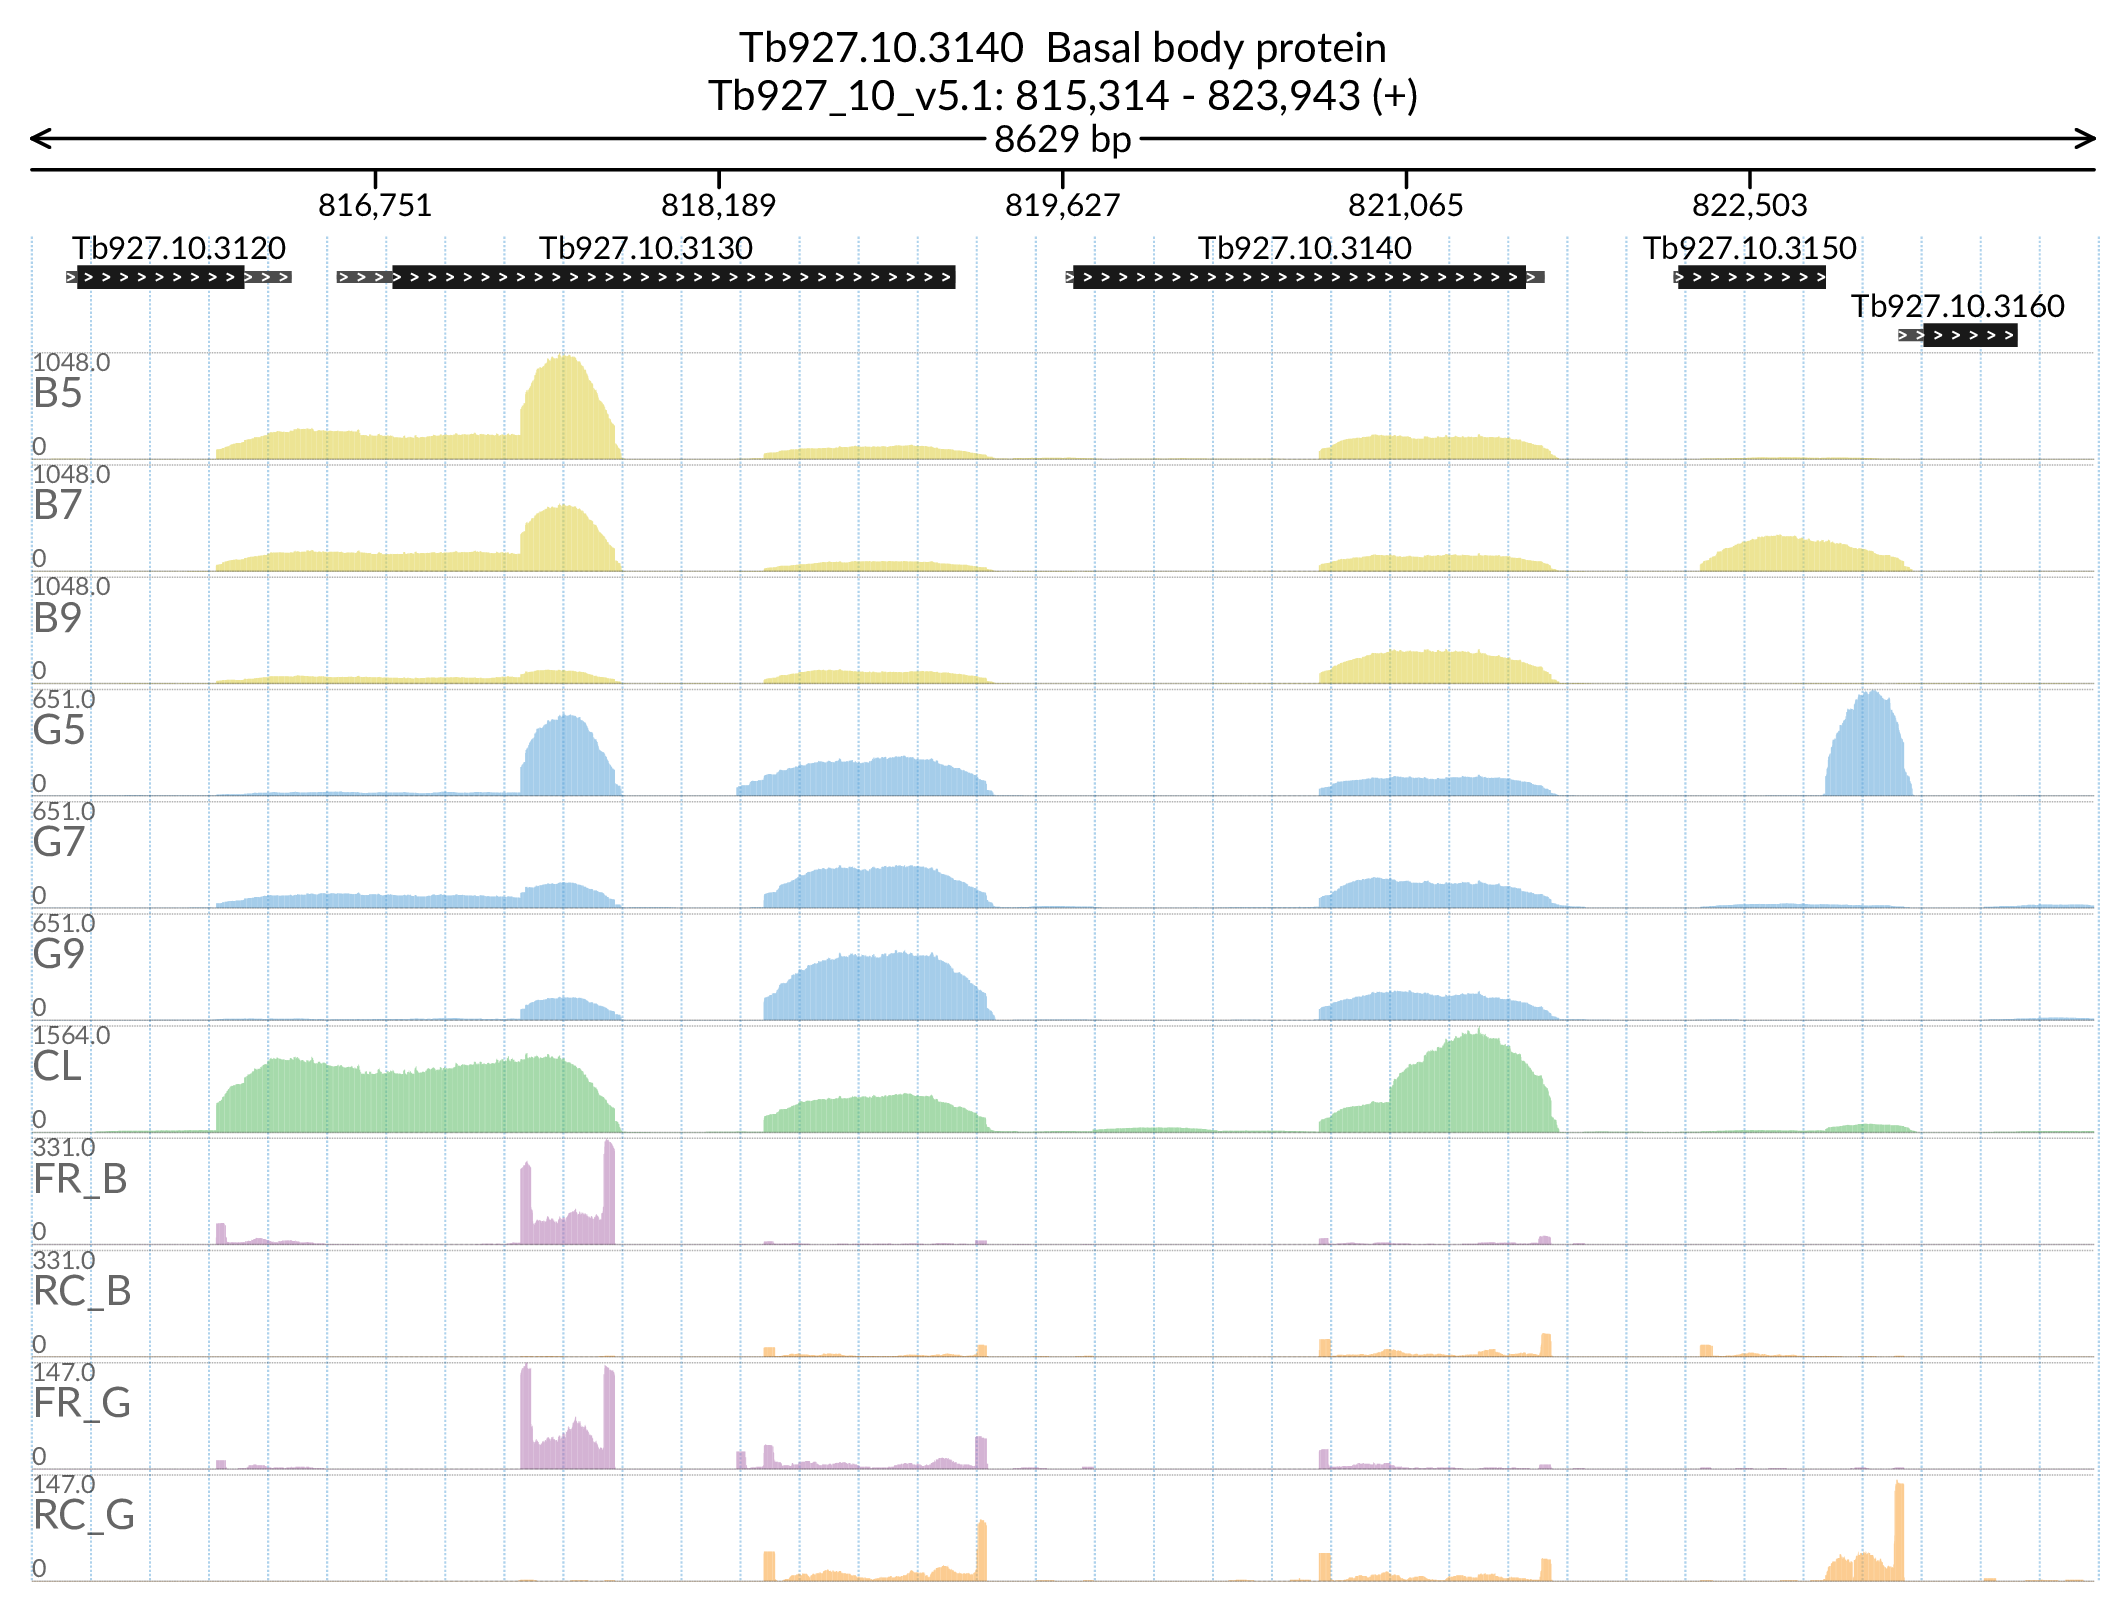 Tb927.10.3140  Basal body protein
Tb927_10_v5.1: 815,314 - 823,943 (+)
8629 bp
816,751 818,189 819,627 821,065 822,503
Tb927.10.3120 Tb927.10.3130 Tb927.10.3140 Tb927.10.3150
Tb927.10.3160
1048.0
B5
0
1048.0
B7
0
1048.0
B9
0
651.0
G5
0
651.0
G7
0
651.0
G9
0
1564.0
CL
0
331.0
FR_B
0
331.0
RC_B
0
147.0
FR_G
0
147.0
RC_G
0